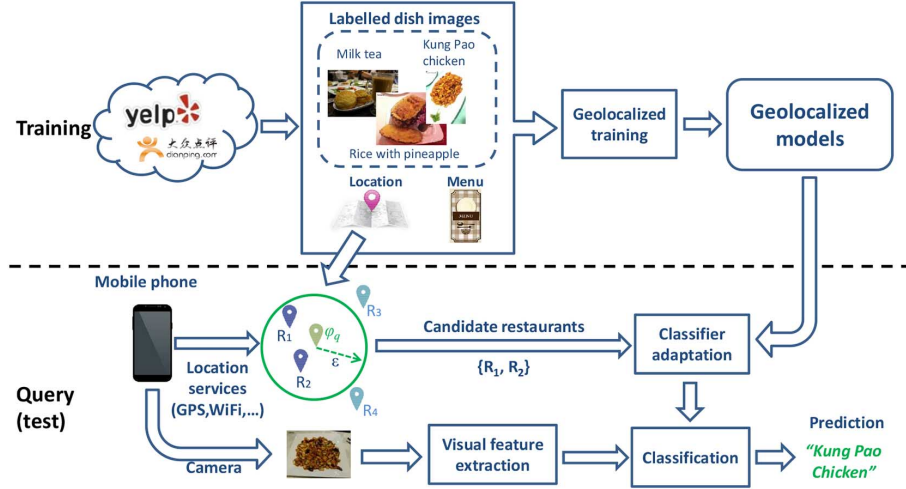 Labelled dish images
Milk tea
Kung Pao
chicken
Rice with pineapple
Location
Menu
MENU
yelp
大众点评
dianping.com
Training
Geolocalized
training
Geolocalized
models
Mobile phone
R1
R2
R3
R4
φq
ε
Location
services
(GPS,WiFi,...)
Candidate restaurants
{R1, R2}
Classifier
adaptation
Query
(test)
Camera
Visual feature
extraction
Classification
Prediction
“Kung Pao
Chicken”